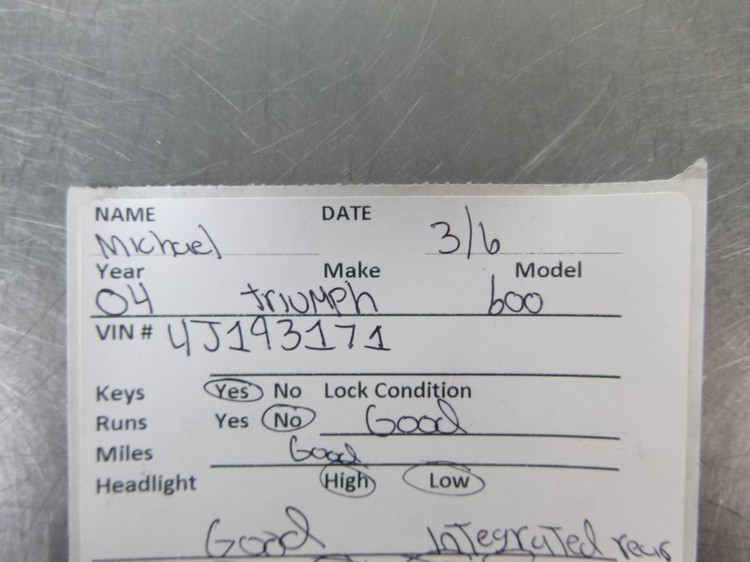 NAME DATE
Michael 3/6
Year Make Model
04 triumph 600
VIN # 4J193171
Keys Yes No Lock Condition
Runs Yes No Good
Miles Good
Headlight High Low
Good Integrated rear